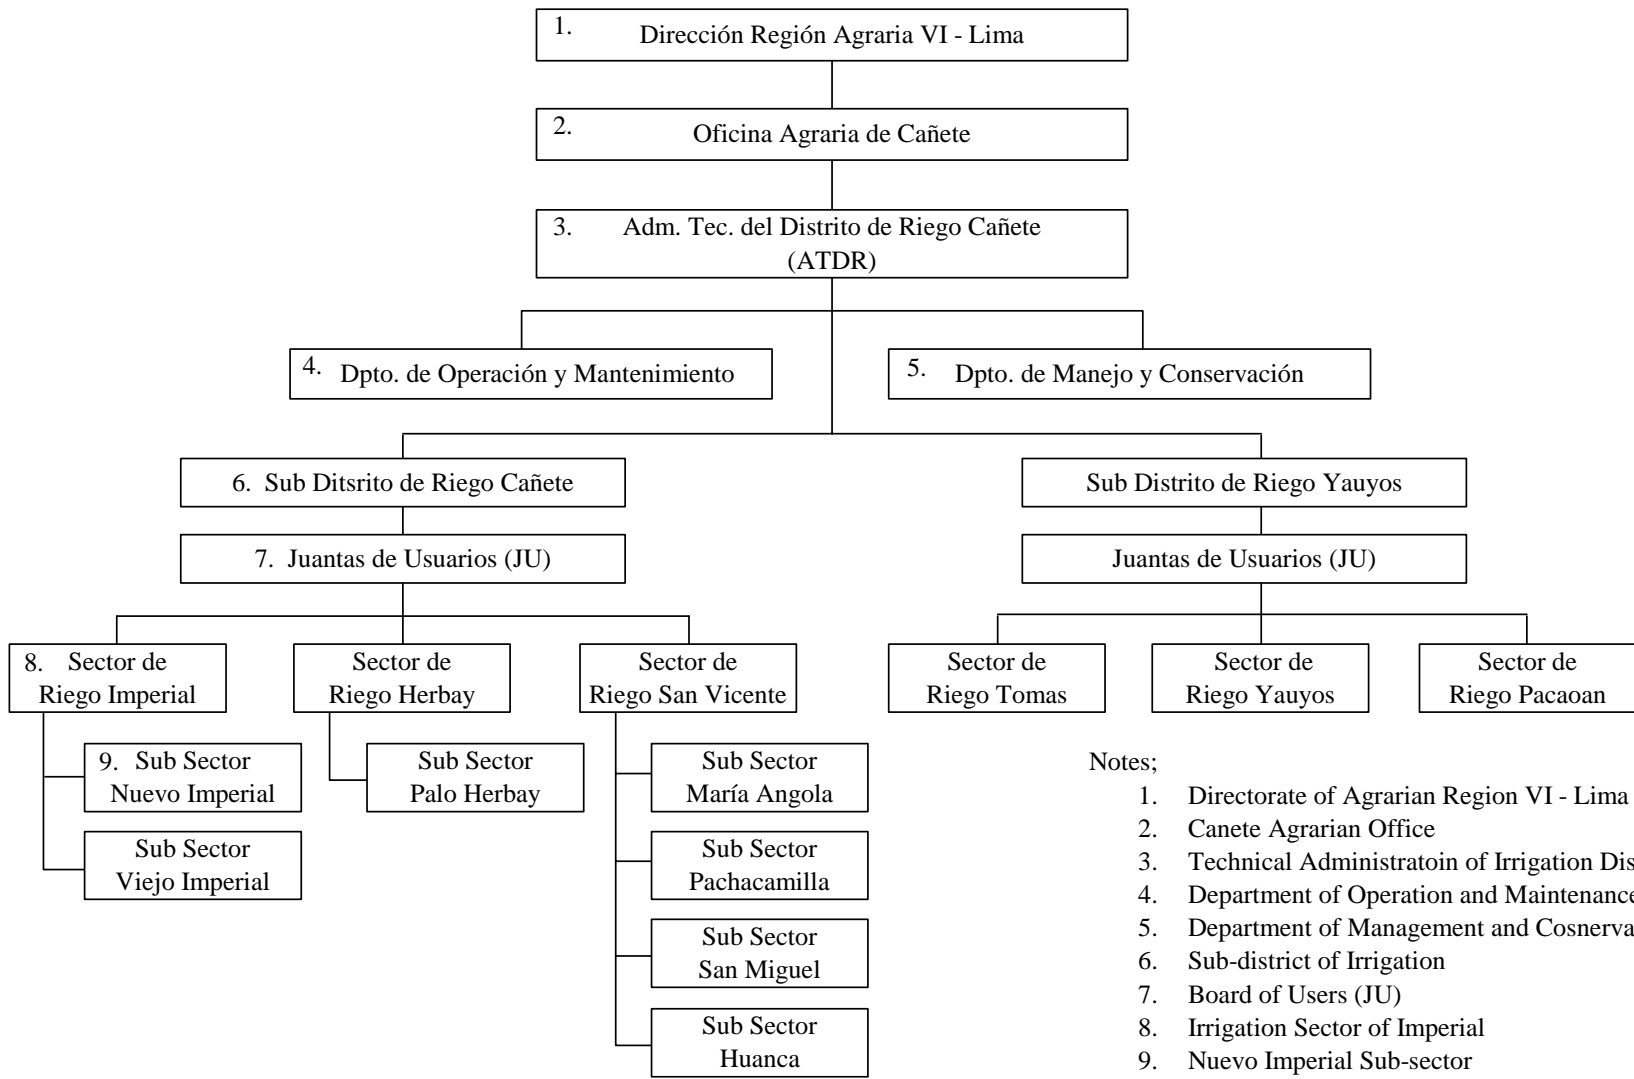 1. Dirección Región Agraria VI - Lima
2. Oficina Agraria de Cañete
3. Adm. Tec. del Distrito de Riego Cañete
(ATDR)
4. Dpto. de Operación y Mantenimiento
5. Dpto. de Manejo y Conservación
6. Sub Ditsrito de Riego Cañete
Sub Distrito de Riego Yauyos
7. Juantas de Usuarios (JU)
Juantas de Usuarios (JU)
8. Sector de
Riego Imperial
Sector de
Riego Herbay
Sector de
Riego San Vicente
Sector de
Riego Tomas
Sector de
Riego Yauyos
Sector de
Riego Pacaoan
9. Sub Sector
Nuevo Imperial
Sub Sector
Viejo Imperial
Sub Sector
Palo Herbay
Sub Sector
María Angola
Sub Sector
Pachacamilla
Sub Sector
San Miguel
Sub Sector
Huanca
Notes;
1. Directorate of Agrarian Region VI - Lima
2. Canete Agrarian Office
3. Technical Administratoin of Irrigation Dis
4. Department of Operation and Maintenance
5. Department of Management and Cosnerva
6. Sub-district of Irrigation
7. Board of Users (JU)
8. Irrigation Sector of Imperial
9. Nuevo Imperial Sub-sector